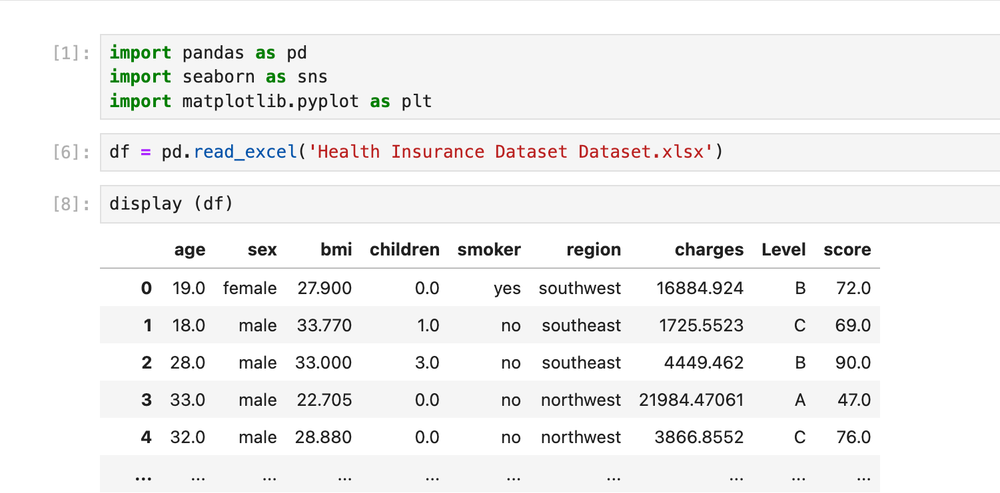 [1]: import pandas as pd
import seaborn as sns
import matplotlib.pyplot as plt
[6]: df = pd.read_excel('Health Insurance Dataset Dataset.xlsx')
[8]: display (df)
age sex bmi children smoker region charges Level score
0 19.0 female 27.900 0.0 yes southwest 16884.924 B 72.0
1 18.0 male 33.770 1.0 no southeast 1725.5523 C 69.0
2 28.0 male 33.000 3.0 no southeast 4449.462 B 90.0
3 33.0 male 22.705 0.0 no northwest 21984.47061 A 47.0
4 32.0 male 28.880 0.0 no northwest 3866.8552 C 76.0
... ... ... ... ... ... ... ... ... ...